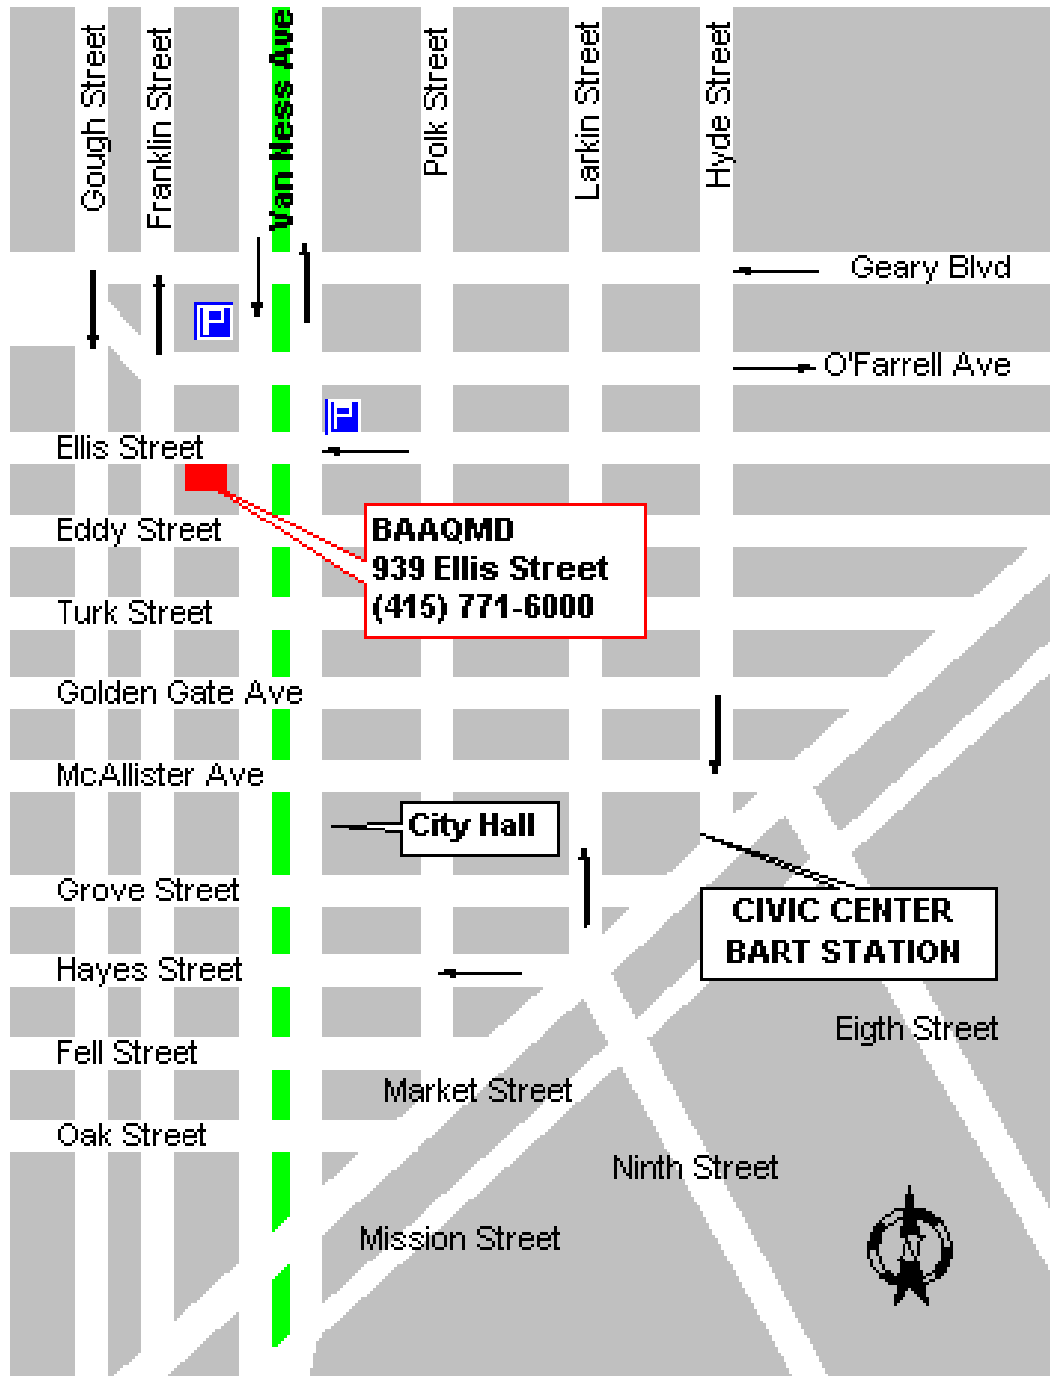 Gough Street
Franklin Street
Van Ness Ave
Polk Street
Larkin Street
Hyde Street
Geary Blvd
P
O'Farrell Ave
P
Ellis Street
BAAQMD
939 Ellis Street
(415) 771-6000
Eddy Street
Turk Street
Golden Gate Ave
McAllister Ave
City Hall
Grove Street
CIVIC CENTER
BART STATION
Hayes Street
Eigth Street
Fell Street
Market Street
Oak Street
Ninth Street
Mission Street
N